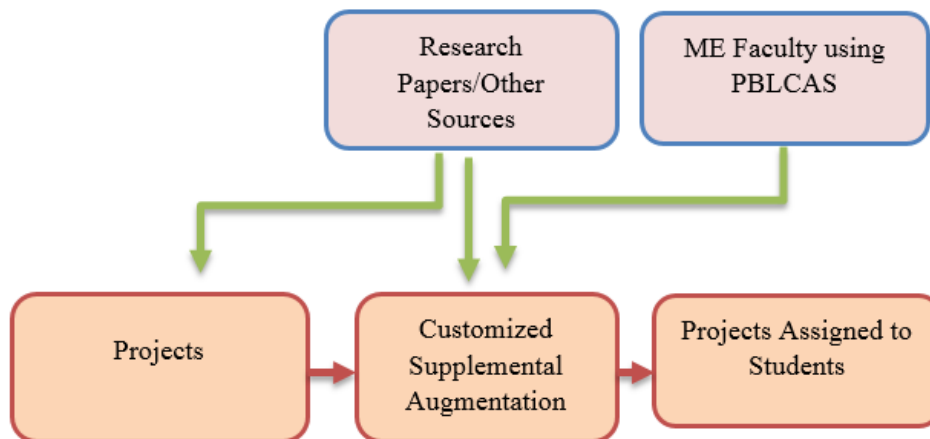 Research
Papers/Other
Sources
ME Faculty using
PBLCAS
Projects
Customized
Supplemental
Augmentation
Projects Assigned to
Students